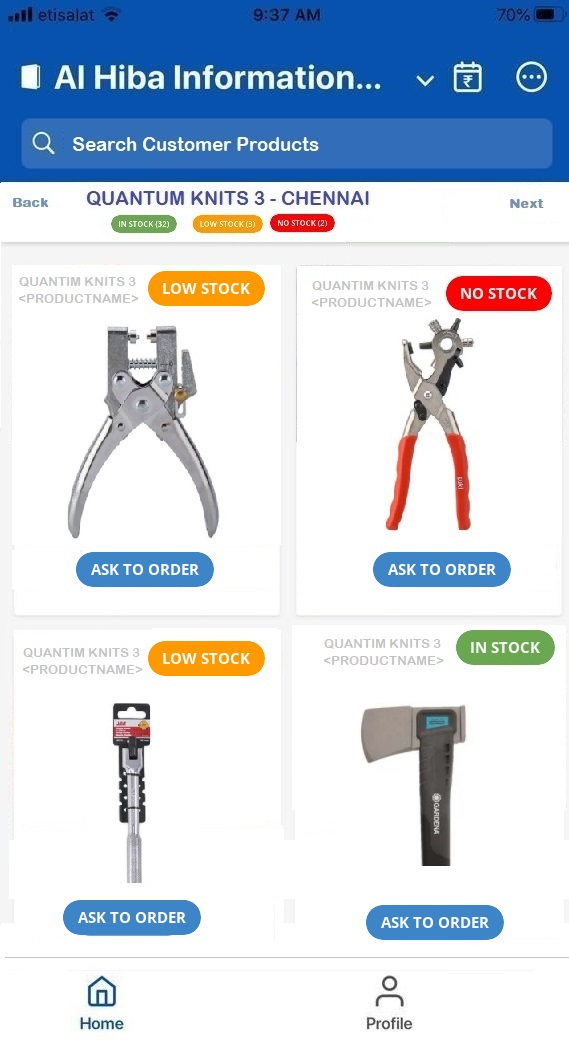 etisalat 9:37 AM 70%
Al Hiba Information...
₹
Search Customer Products
Back QUANTUM KNITS 3 - CHENNAI Next
IN STOCK (32) LOW STOCK (3) NO STOCK (2)
QUANTIM KNITS 3
<PRODUCTNAME>
LOW STOCK
QUANTIM KNITS 3
<PRODUCTNAME>
NO STOCK
ASK TO ORDER
ASK TO ORDER
QUANTIM KNITS 3
<PRODUCTNAME>
LOW STOCK
QUANTIM KNITS 3
<PRODUCTNAME>
IN STOCK
ACE
GARDENA
ASK TO ORDER
ASK TO ORDER
Home
Profile